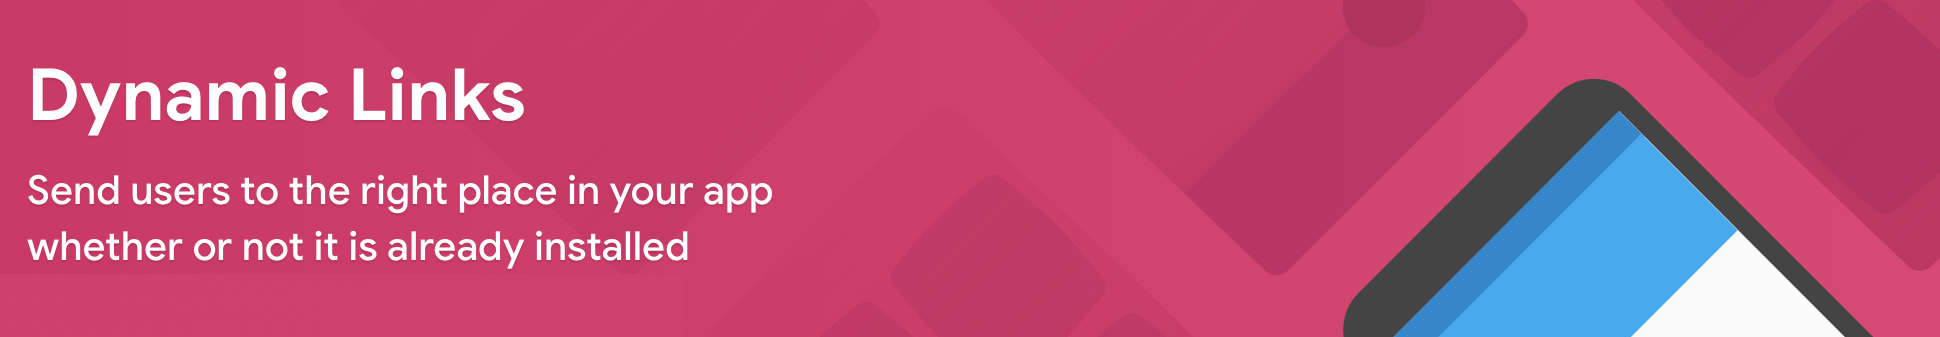 Dynamic Links
Send users to the right place in your app
whether or not it is already installed